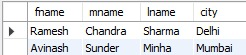 fname mname lname city
Ramesh Chandra Sharma Delhi
Avinash Sunder Minha Mumbai